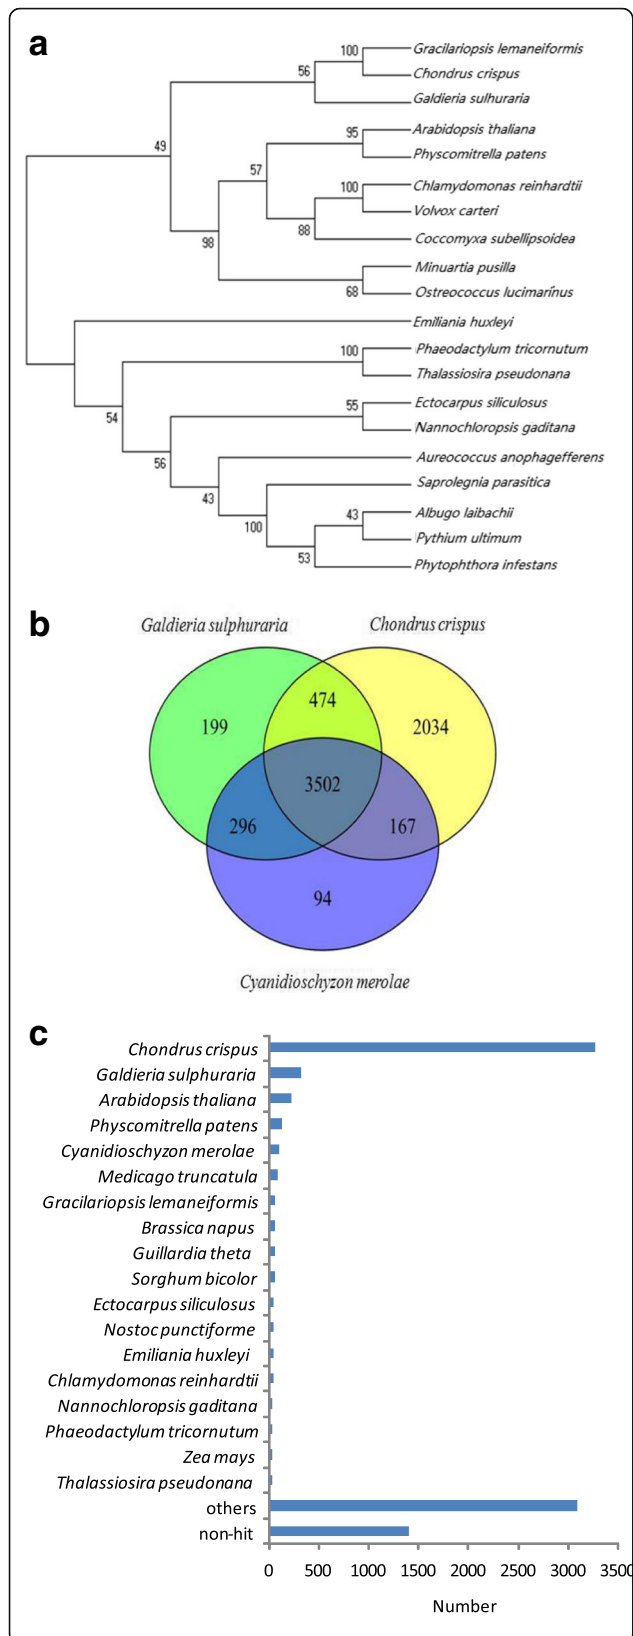 a
100
Gracilariopsis lemaneiformis
56
Chondrus crispus
Galdieria sulhuraria
49
95
Arabidopsis thaliana
Physcomitrella patens
57
100
Chlamydomonas reinhardtii
Volvox carteri
88
Coccomyxa subellipsoidea
98
Minuartia pusilla
68
Ostreococcus lucimarinus
Emiliania huxleyi
100
Phaeodactylum tricornutum
Thalassiosira pseudonana
54
55
Ectocarpus siliculosus
Nannochloropsis gaditana
56
Aureococcus anophagefferens
43
Saprolegnia parasitica
100
43
Albugo laibachii
Pythium ultimum
53
Phytophthora infestans
b
Galdieria sulphuraria
Chondrus crispus
474
199
2034
3502
296
167
94
Cyanidioschyzon merolae
c
Chondrus crispus
Galdieria sulphuraria
Arabidopsis thaliana
Physcomitrella patens
Cyanidioschyzon merolae
Medicago truncatula
Gracilariopsis lemaneiformis
Brassica napus
Guillardia theta
Sorghum bicolor
Ectocarpus siliculosus
Nostoc punctiforme
Emiliania huxleyi
Chlamydomonas reinhardtii
Nannochloropsis gaditana
Phaeodactylum tricornutum
Zea mays
Thalassiosira pseudonana
others
non-hit
0 500 1000 1500 2000 2500 3000 3500
Number